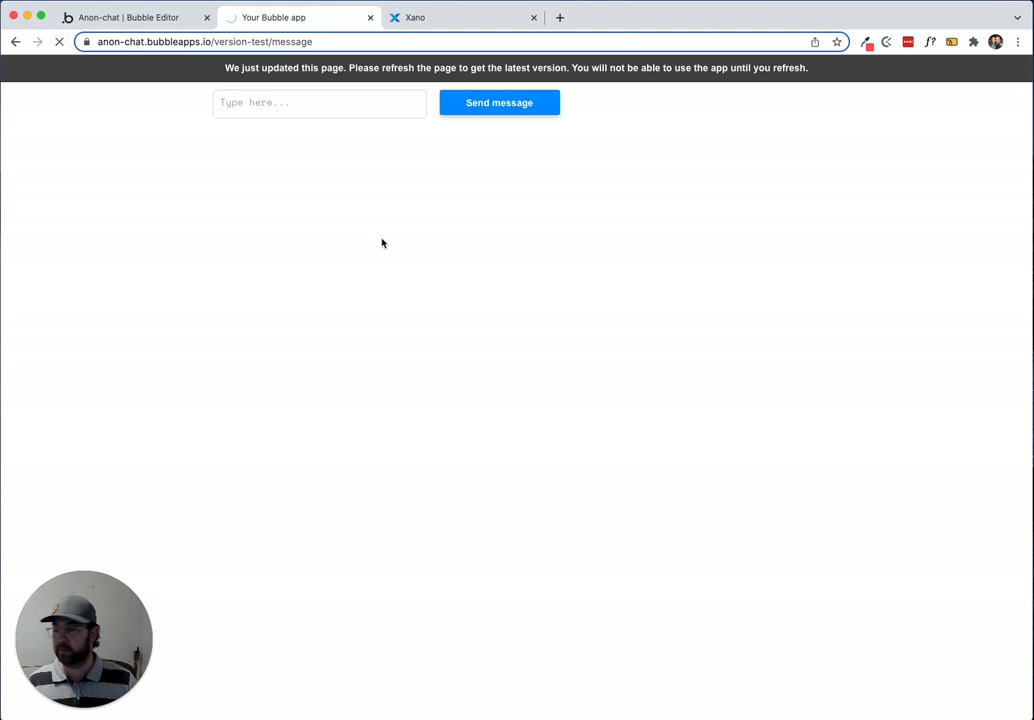 Anon-chat | Bubble Editor
Your Bubble app
Xano
anon-chat.bubbleapps.io/version-test/message
We just updated this page. Please refresh the page to get the latest version. You will not be able to use the app until you refresh.
Type here...
Send message